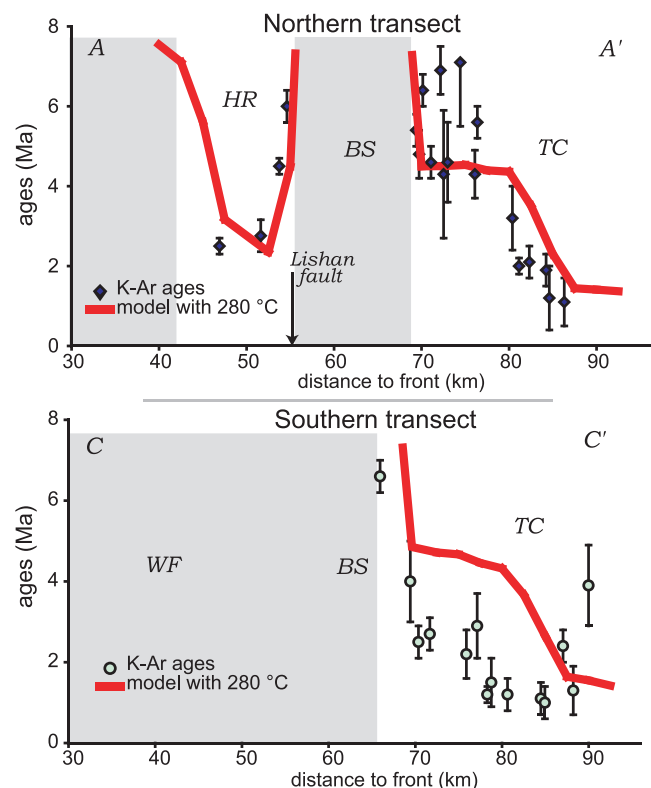 Northern transect
A
A'
HR
BS
TC
Lishan
fault
K-Ar ages
model with 280 °C
ages (Ma)
8
6
4
2
0
30 40 50 60 70 80 90
distance to front (km)
Southern transect
C
C'
WF
BS
TC
K-Ar ages
model with 280 °C
ages (Ma)
8
6
4
2
0
30 40 50 60 70 80 90
distance to front (km)